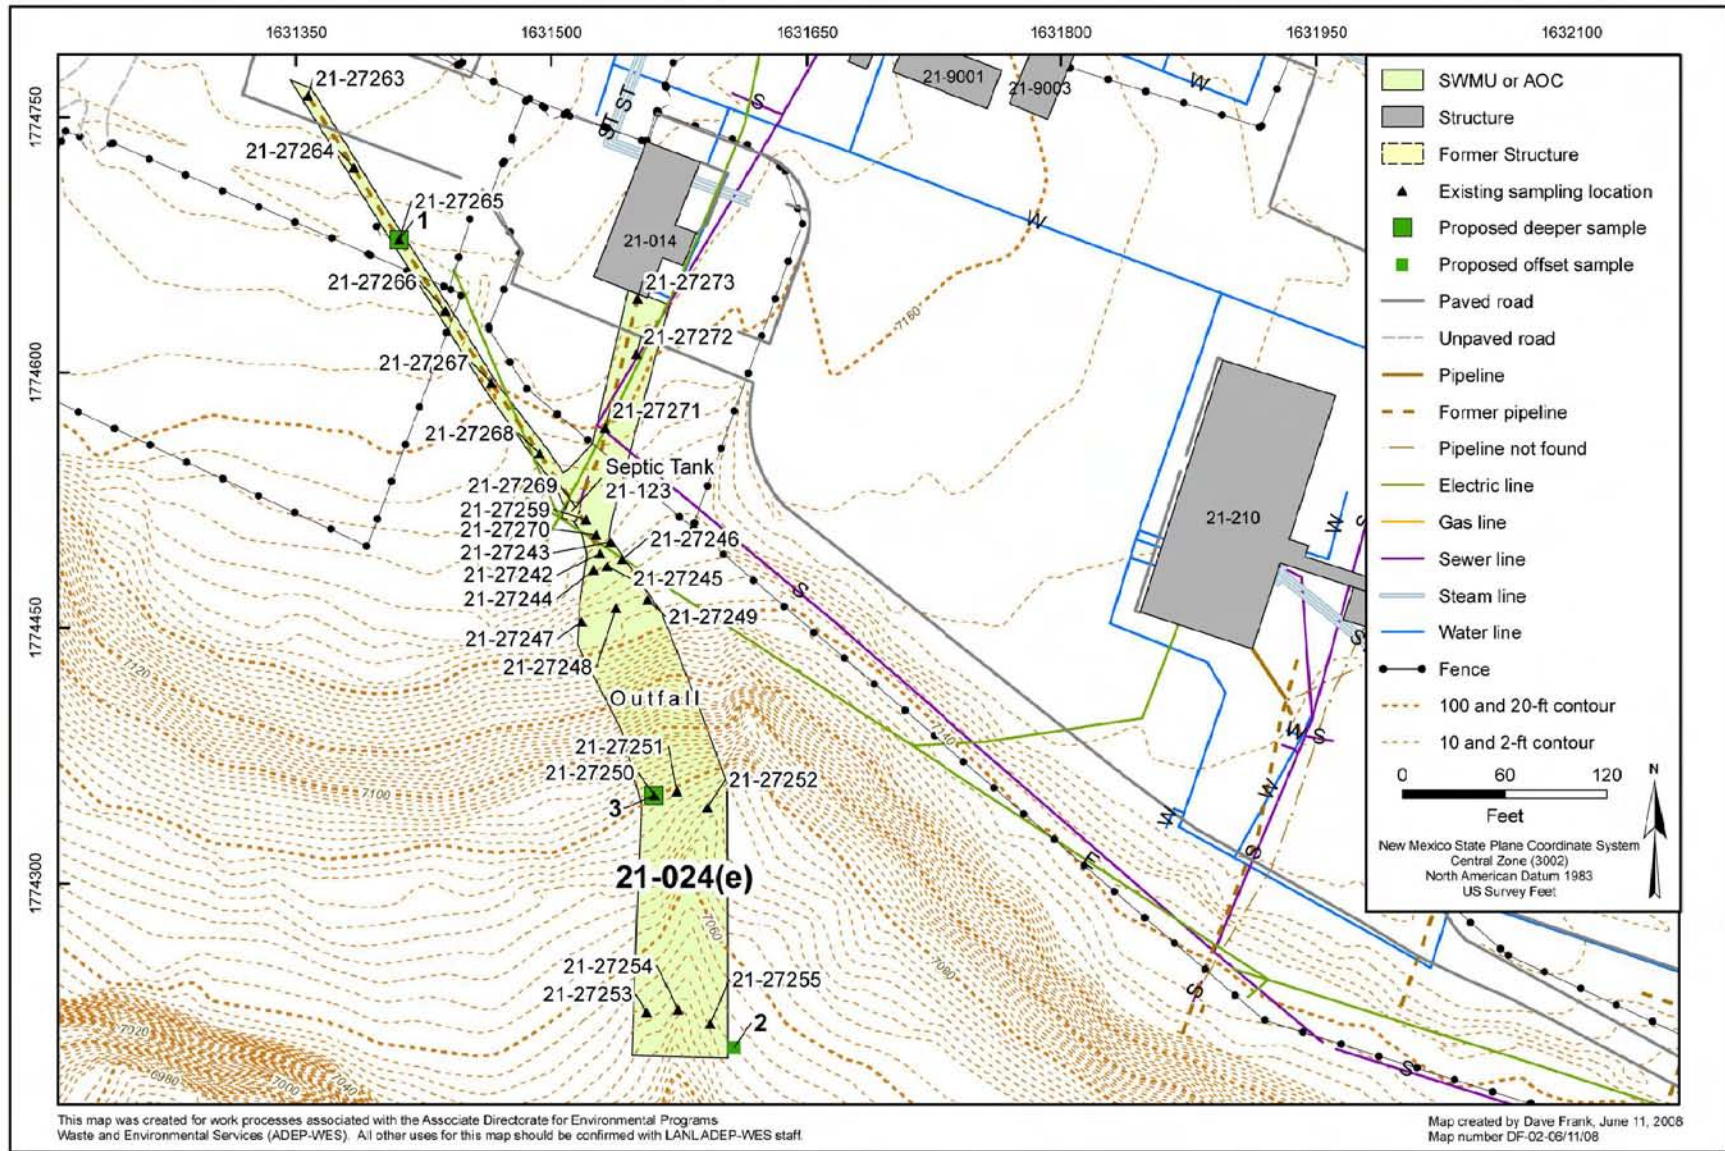 1631350 1631500 1631650 1631800 1631950 1632100
1774750
1774600
1774450
1774300
21-27263
21-27264
21-27265
1
21-27266
21-27267
21-27268
21-27269
21-27259
21-27270
21-27243
21-27242
21-27244
21-27247
21-27248
ST ST
S
21-9001
21-9003
W
W
21-014
21-27273
21-27272
21-27271
Septic Tank
21-123
21-27246
21-27245
21-27249
Outfall
21-27251
21-27250
21-27252
3
21-024(e)
21-27254
21-27253
21-27255
2
7160
7140
7120
7100
7060
7080
7020
6980
7000
7040
21-210
W
S
S
S
W
S
W
W
S
E
S
S
SWMU or AOC
Structure
Former Structure
Existing sampling location
Proposed deeper sample
Proposed offset sample
Paved road
Unpaved road
Pipeline
Former pipeline
Pipeline not found
Electric line
Gas line
Sewer line
Steam line
Water line
Fence
100 and 20-ft contour
10 and 2-ft contour
0 60 120
Feet
N
New Mexico State Plane Coordinate System
Central Zone (3002)
North American Datum 1983
US Survey Feet
This map was created for work processes associated with the Associate Directorate for Environmental Programs
Waste and Environmental Services (ADEP-WES). All other uses for this map should be confirmed with LANL ADEP-WES staff.
Map created by Dave Frank, June 11, 2008
Map number DF-02-06/11/08